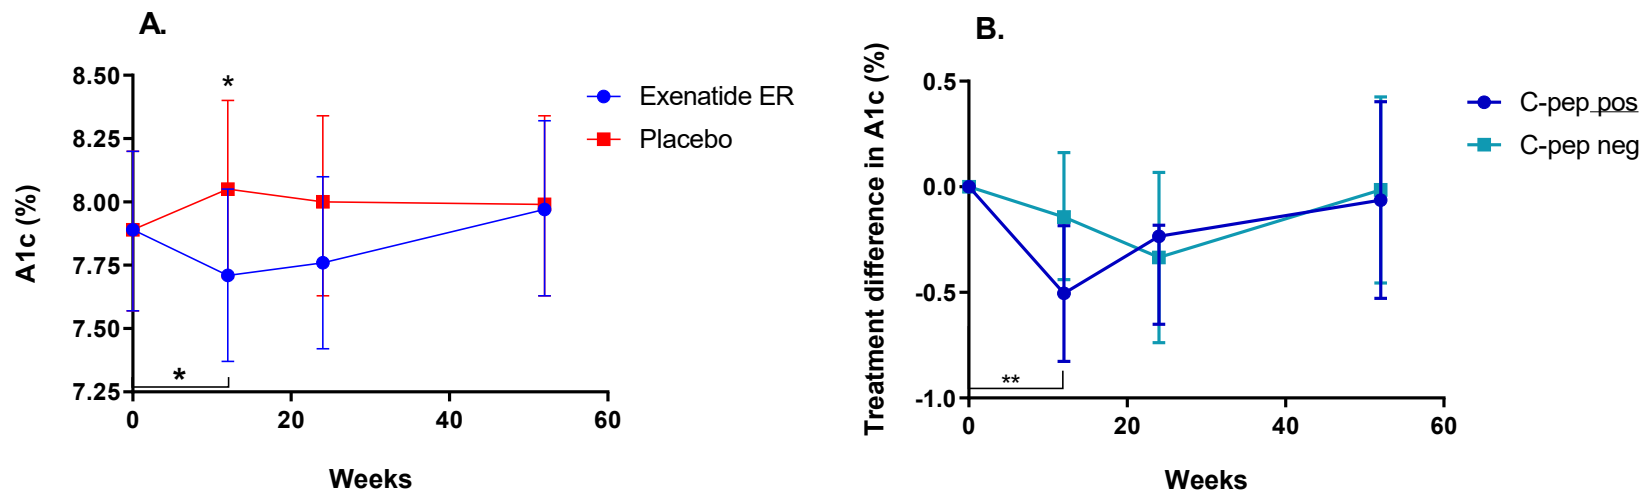 A.
A1c (%)
8.50
8.25
8.00
7.75
7.50
7.25
*
*
0
20
40
60
Weeks
Exenatide ER
Placebo
B.
Treatment difference in A1c (%)
0.5
0.0
-0.5
-1.0
**
0
20
40
60
Weeks
C-pep pos
C-pep neg